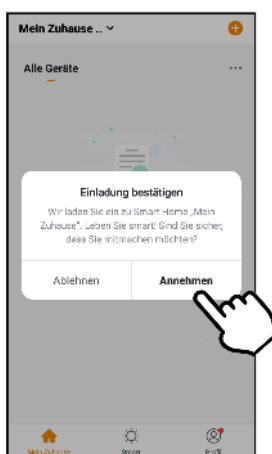 Mein Zuhause ..
Alle Geräte
Einladung bestätigen
Wir laden Sie ein zu Smart Home „Mein
Zuhause". Leben Sie smart! Sind Sie sicher,
dass Sie mitmachen möchten?
Ablehnen Annehmen
Mein Zuhause Smart Profil